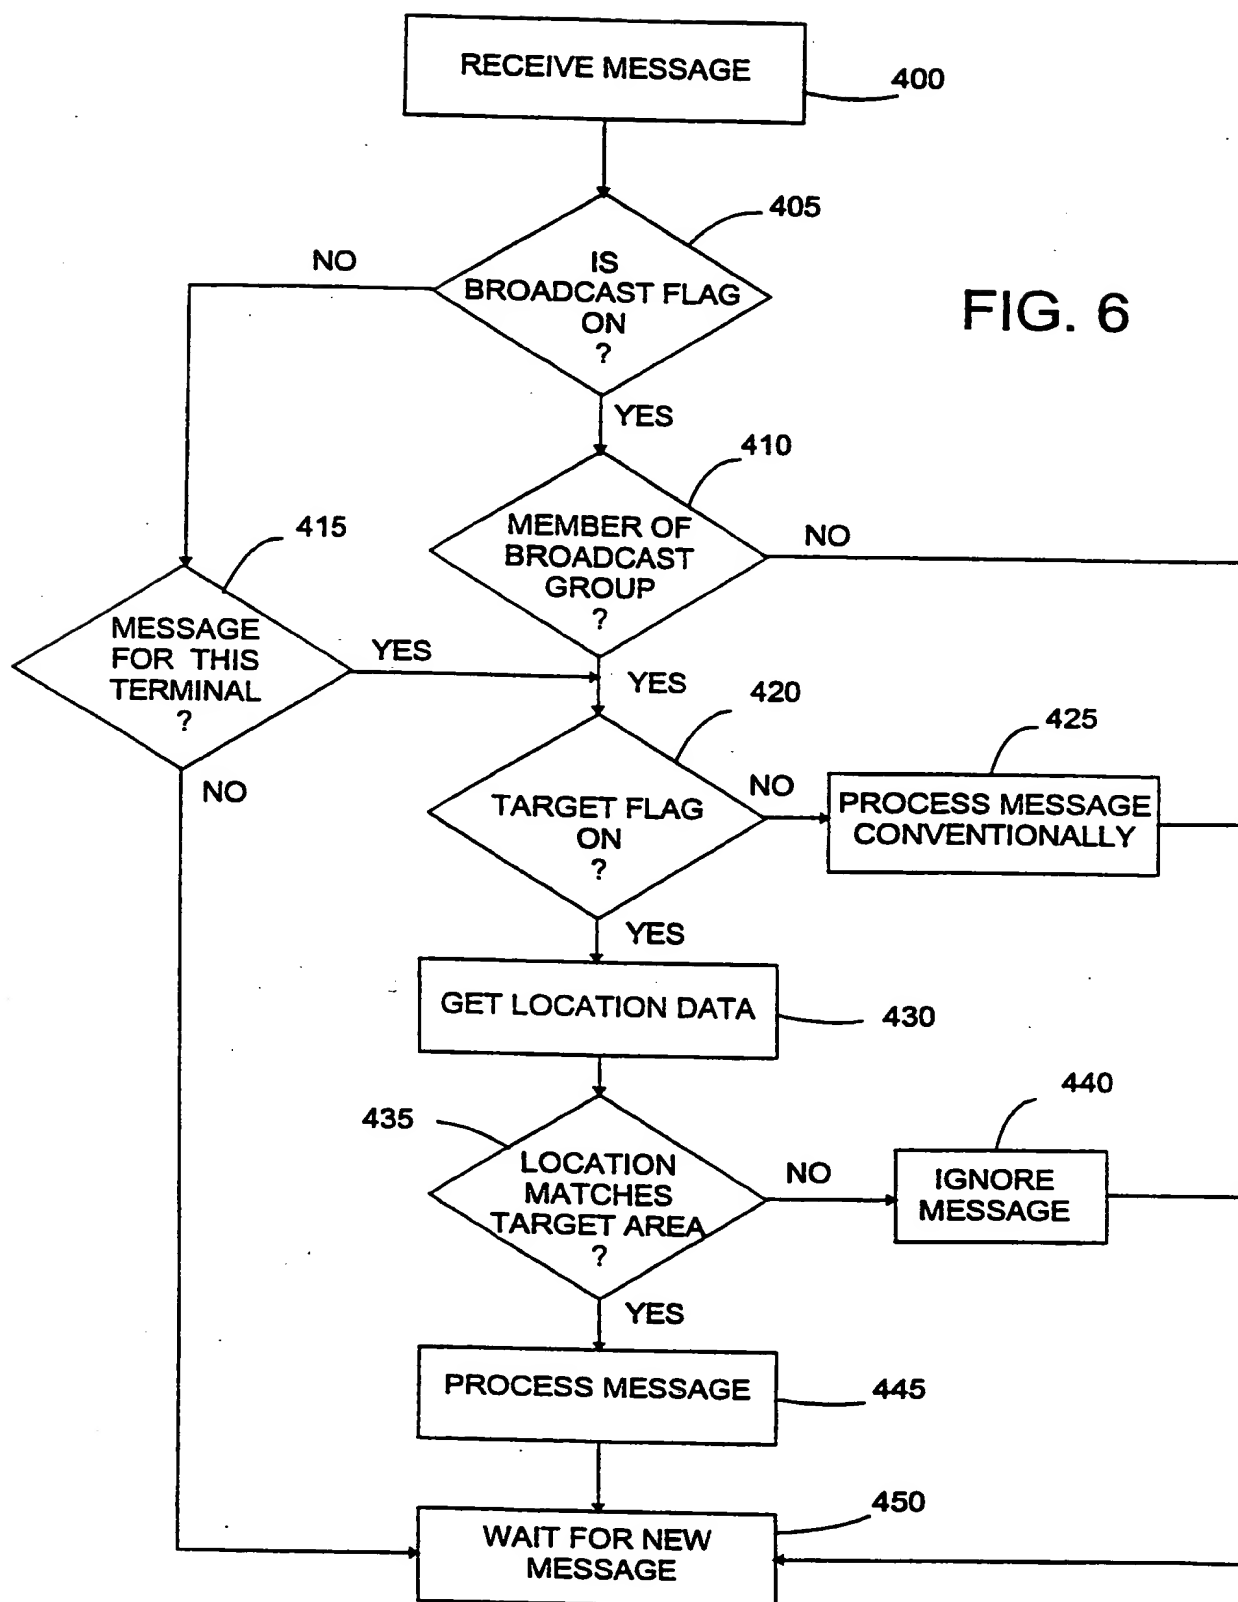 RECEIVE MESSAGE
400
405
NO
IS
BROADCAST FLAG
ON
?
FIG. 6
YES
410
415
MEMBER OF
BROADCAST
GROUP
?
NO
MESSAGE
FOR THIS
TERMINAL
?
YES
YES
420
425
NO
TARGET FLAG
ON
?
NO
PROCESS MESSAGE
CONVENTIONALLY
YES
GET LOCATION DATA
430
435
440
LOCATION
MATCHES
TARGET AREA
?
NO
IGNORE
MESSAGE
YES
PROCESS MESSAGE
445
450
WAIT FOR NEW
MESSAGE